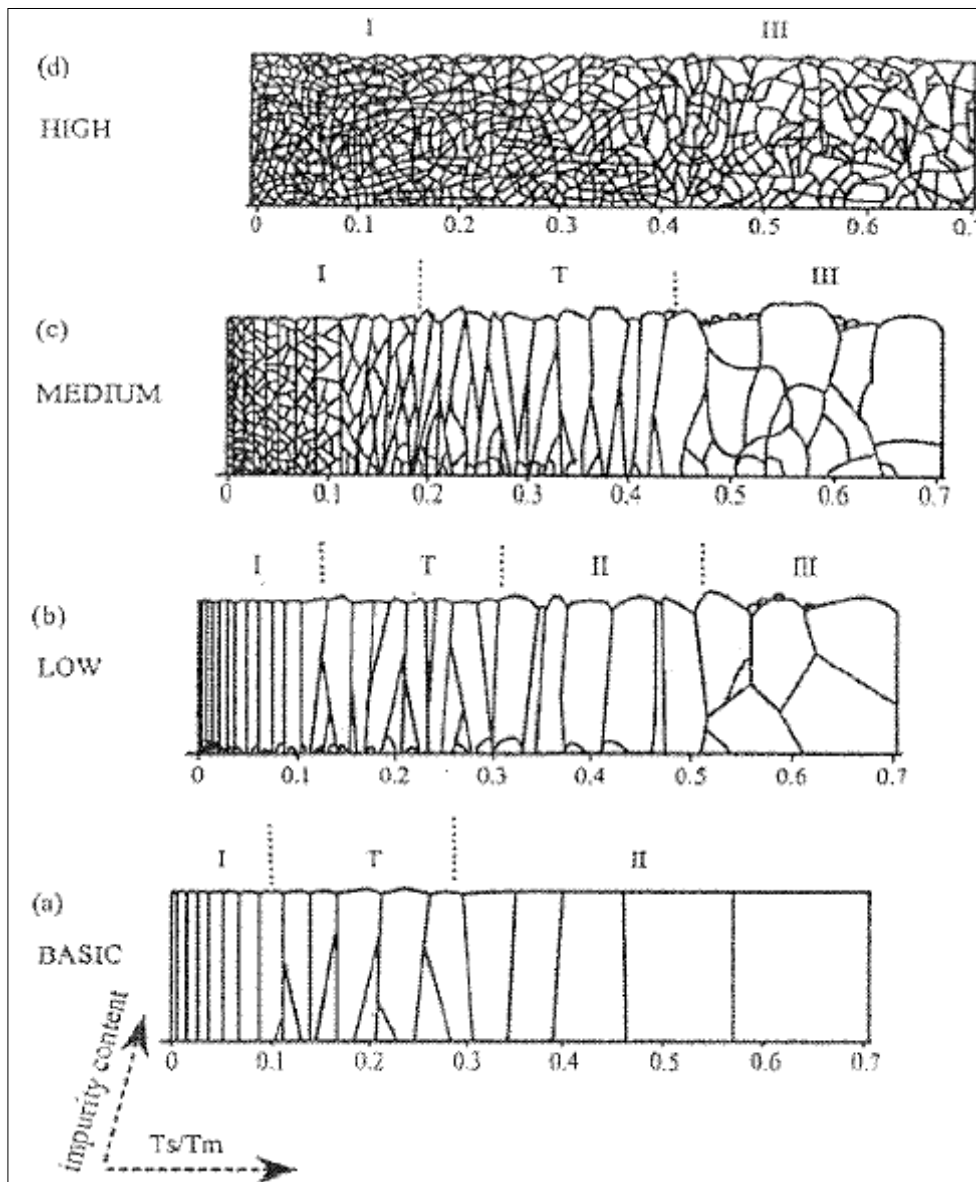 I III
(d)
HIGH
0 0.1 0.2 0.3 0.4 0.5 0.6 0.7
I T III
(c)
MEDIUM
0 0.1 0.2 0.3 0.4 0.5 0.6 0.7
I T II III
(b)
LOW
0 0.1 0.2 0.3 0.4 0.5 0.6 0.7
I T II
(a)
BASIC
0 0.1 0.2 0.3 0.4 0.5 0.6 0.7
impurity content
Ts/Tm